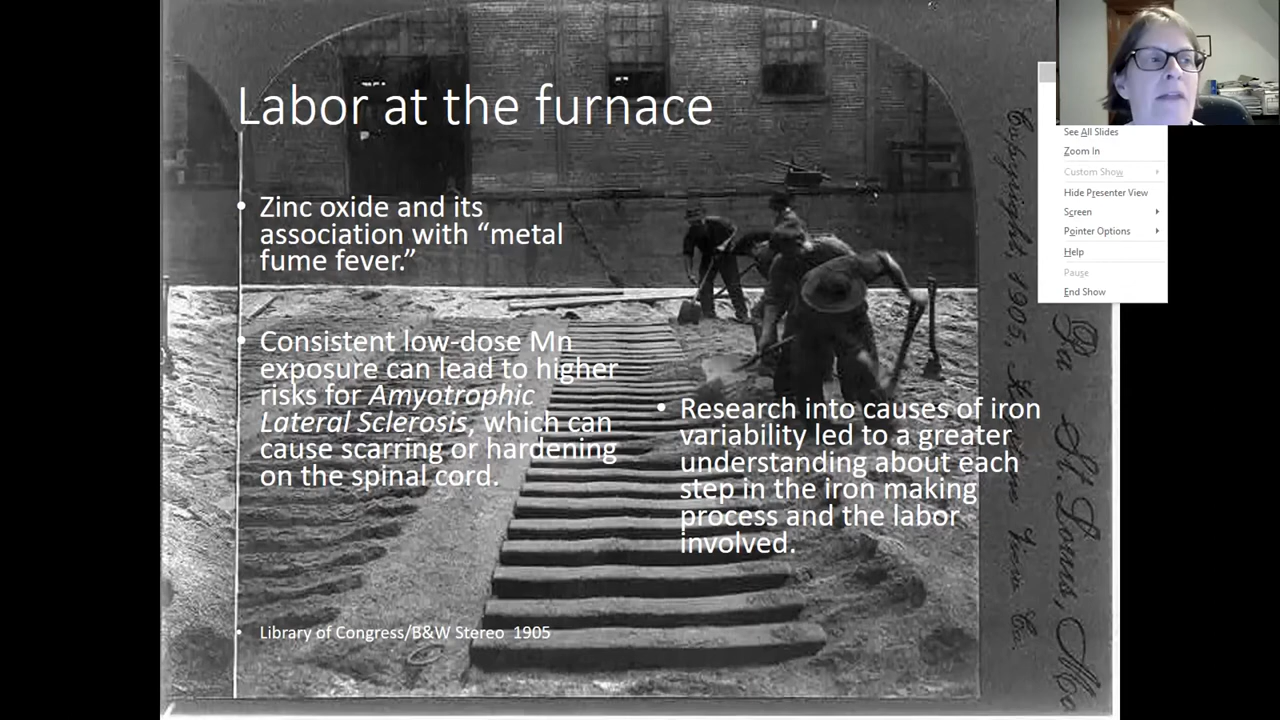 Labor at the furnace
• Zinc oxide and its
association with “metal
fume fever.”
• Consistent low-dose Mn
exposure can lead to higher
risks for Amyotrophic
Lateral Sclerosis, which can
cause scarring or hardening
on the spinal cord.
• Research into causes of iron
variability led to a greater
understanding about each
step in the iron making
process and the labor
involved.
• Library of Congress/B&W Stereo 1905
See All Slides
Zoom In
Custom Show
Hide Presenter View
Screen
Pointer Options
Help
Pause
End Show
Copyright, 1905,
Co.
Pa St. Louis, Mo